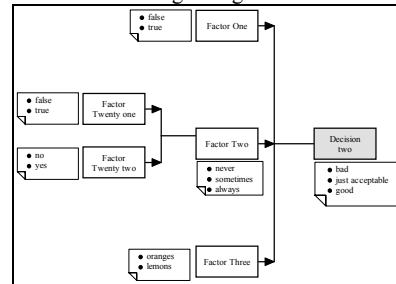 ● false
● true
Factor One
● false
● true
Factor
Twenty one
● no
● yes
Factor
Twenty two
Factor Two
● never
● sometimes
● always
Decision
two
● bad
● just acceptable
● good
● oranges
● lemons
Factor Three